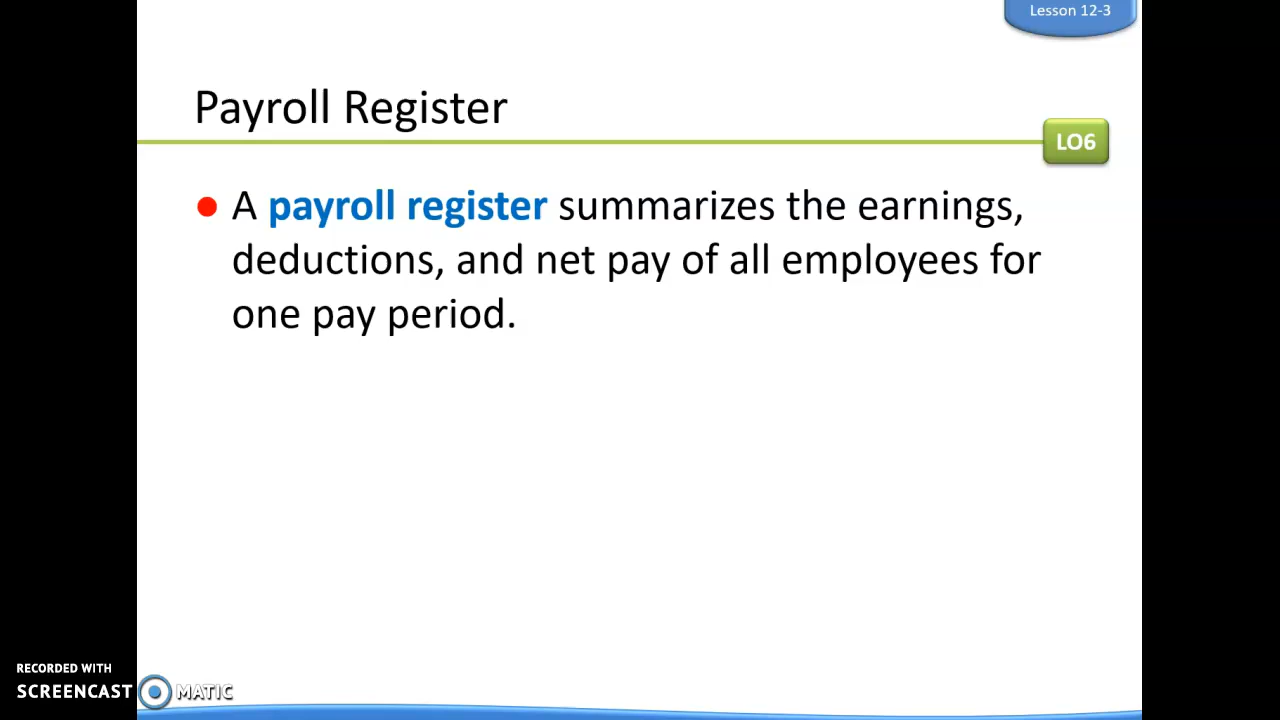 Lesson 12-3
Payroll Register
LO6
A payroll register summarizes the earnings,
deductions, and net pay of all employees for
one pay period.
RECORDED WITH
SCREENCAST MATIC